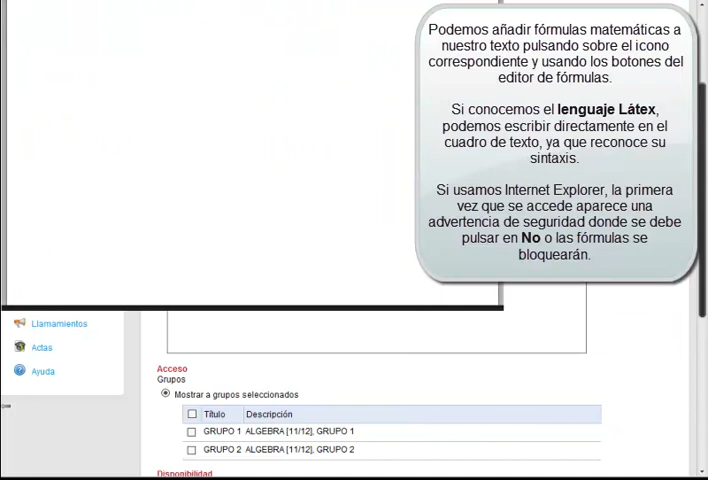 Podemos añadir fórmulas matemáticas a
nuestro texto pulsando sobre el icono
correspondiente y usando los botones del
editor de fórmulas.
Si conocemos el lenguaje Látex,
podemos escribir directamente en el
cuadro de texto, ya que reconoce su
sintaxis.
Si usamos Internet Explorer, la primera
vez que se accede aparece una
advertencia de seguridad donde se debe
pulsar en No o las fórmulas se
bloquearán.
Llamamientos
Actas
Ayuda
Acceso
Grupos
Mostrar a grupos seleccionados
Título Descripción
GRUPO 1 ALGEBRA [11/12], GRUPO 1
GRUPO 2 ALGEBRA [11/12], GRUPO 2
Disponibilidad